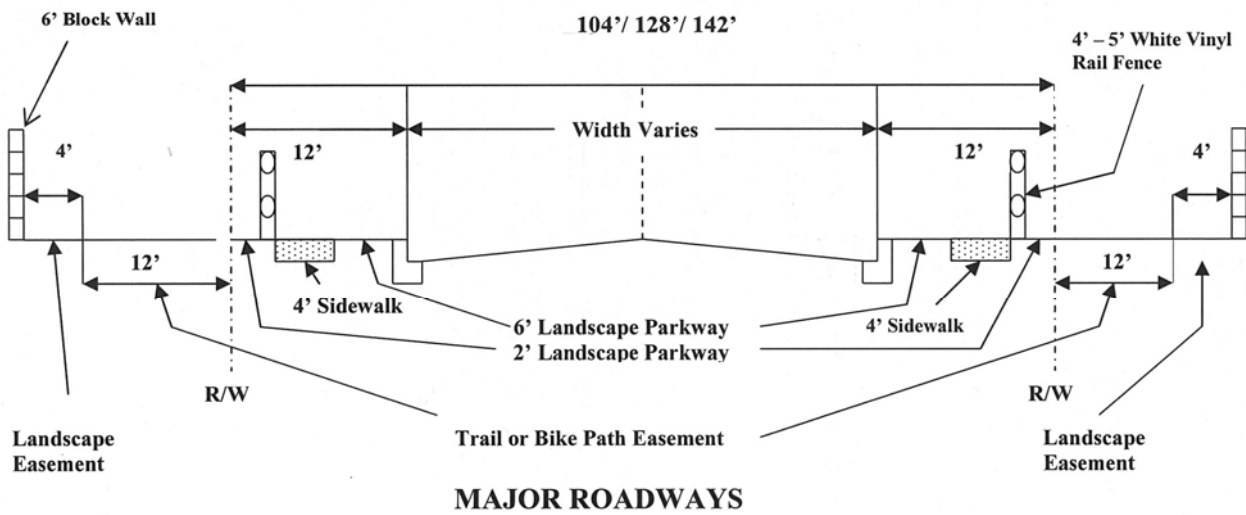 6’ Block Wall
104’/ 128’/ 142’
4’ – 5’ White Vinyl
Rail Fence
Width Varies
4’
12’
12’
4’
12’
12’
4’ Sidewalk
6’ Landscape Parkway
4’ Sidewalk
2’ Landscape Parkway
R/W
R/W
Landscape
Easement
Trail or Bike Path Easement
Landscape
Easement
MAJOR ROADWAYS